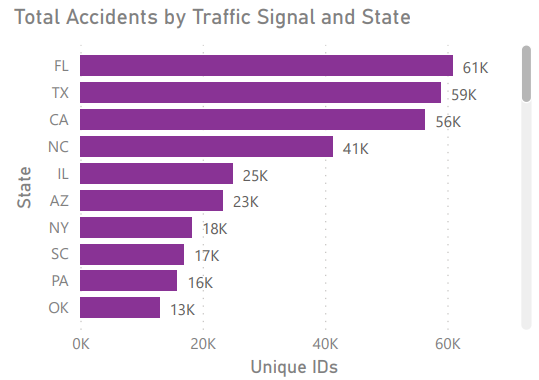 Total Accidents by Traffic Signal and State
FL 61K
TX 59K
CA 56K
NC 41K
IL 25K
AZ 23K
NY 18K
SC 17K
PA 16K
OK 13K
State
0K 20K 40K 60K
Unique IDs